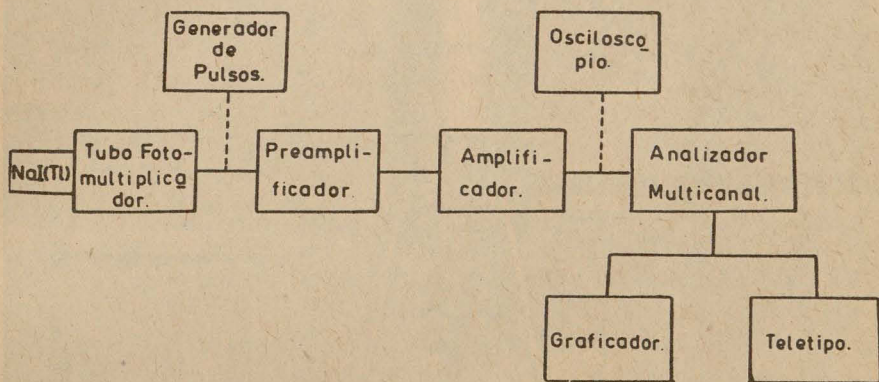 Generador
de
Pulsos.
Oscilosco
pio.
NaI(Tl)
Tubo Foto-
multiplica
dor.
Preampli-
ficador.
Amplifi-
cador.
Analizador
Multicanal.
Graficador.
Teletipo.